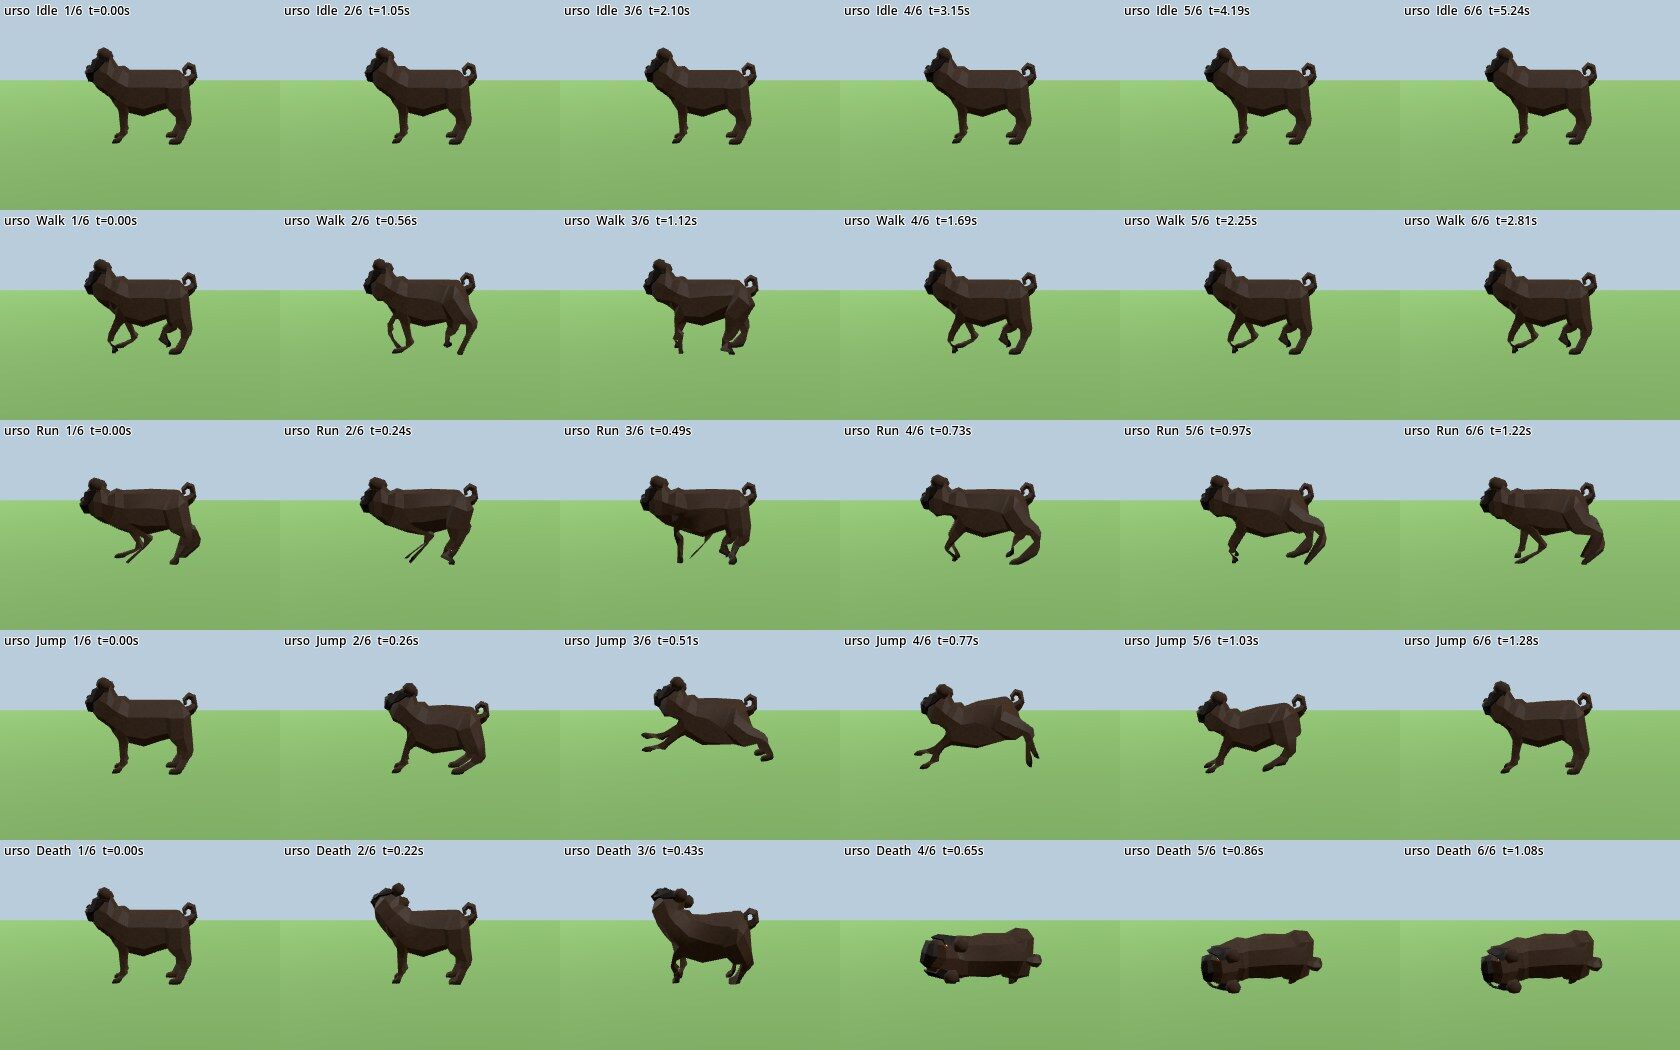 urso Idle 1/6 t=0.00s
urso Idle 2/6 t=1.05s
urso Idle 3/6 t=2.10s
urso Idle 4/6 t=3.15s
urso Idle 5/6 t=4.19s
urso Idle 6/6 t=5.24s
urso Walk 1/6 t=0.00s
urso Walk 2/6 t=0.56s
urso Walk 3/6 t=1.12s
urso Walk 4/6 t=1.69s
urso Walk 5/6 t=2.25s
urso Walk 6/6 t=2.81s
urso Run 1/6 t=0.00s
urso Run 2/6 t=0.24s
urso Run 3/6 t=0.49s
urso Run 4/6 t=0.73s
urso Run 5/6 t=0.97s
urso Run 6/6 t=1.22s
urso Jump 1/6 t=0.00s
urso Jump 2/6 t=0.26s
urso Jump 3/6 t=0.51s
urso Jump 4/6 t=0.77s
urso Jump 5/6 t=1.03s
urso Jump 6/6 t=1.28s
urso Death 1/6 t=0.00s
urso Death 2/6 t=0.22s
urso Death 3/6 t=0.43s
urso Death 4/6 t=0.65s
urso Death 5/6 t=0.86s
urso Death 6/6 t=1.08s